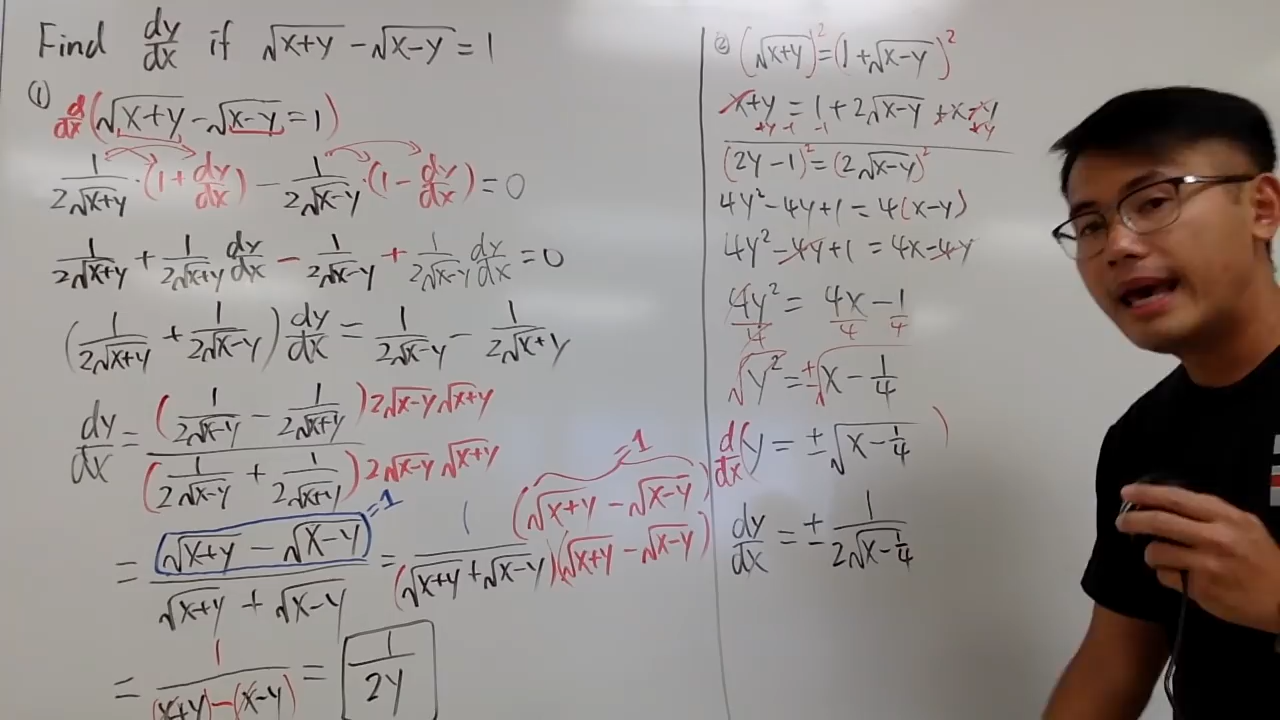 Find dy/dx if √(x+y) - √(x-y) = 1
① d/dx(√(x+y) - √(x-y) = 1)
1/(2√(x+y)) · (1 + dy/dx) - 1/(2√(x-y)) · (1 - dy/dx) = 0
1/(2√(x+y)) + 1/(2√(x+y)) dy/dx - 1/(2√(x-y)) + 1/(2√(x-y)) dy/dx = 0
(1/(2√(x+y)) + 1/(2√(x-y))) dy/dx = 1/(2√(x-y)) - 1/(2√(x+y))
dy/dx = (1/(2√(x-y)) - 1/(2√(x+y))) 2√(x-y) √(x+y) / (1/(2√(x-y)) + 1/(2√(x+y))) 2√(x-y) √(x+y)
= (√(x+y) - √(x-y)) / (√(x+y) + √(x-y)) = 1 (√(x+y) - √(x-y)) / (√(x+y) + √(x-y))(√(x+y) - √(x-y))
=1
=1
= 1/((x+y) - (x-y)) = 1/(2y)
② (√(x+y))² = (1 + √(x-y))²
x+y = 1 + 2√(x-y) + x - y
+y -1 -1 +y
(2y - 1)² = (2√(x-y))²
4y² - 4y + 1 = 4(x-y)
4y² - 4y + 1 = 4x - 4y
4y²/4 = 4x/4 - 1/4
√(y²) = ±√(x - 1/4)
d/dx(y = ±√(x - 1/4))
dy/dx = ± 1/(2√(x - 1/4))